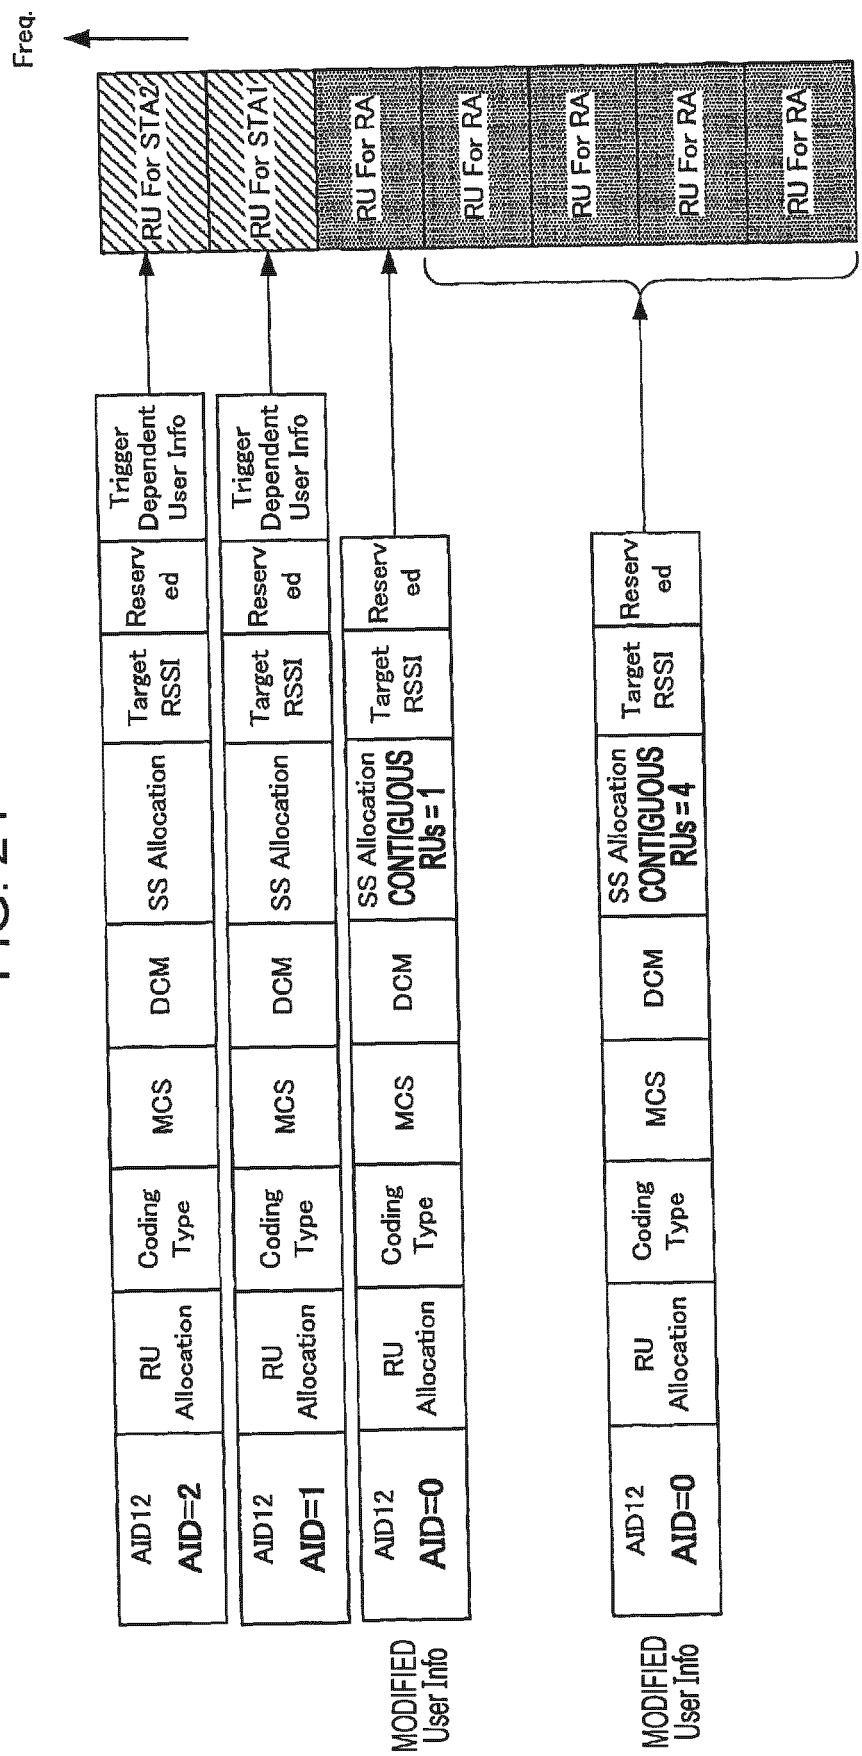 Freq.
AID12
AID=2
RU
Allocation
Coding
Type
MCS
DCM
SS Allocation
Target
RSSI
Reserv
ed
Trigger
Dependent
User Info
RU For STA2
AID12
AID=1
RU
Allocation
Coding
Type
MCS
DCM
SS Allocation
Target
RSSI
Reserv
ed
Trigger
Dependent
User Info
RU For STA1
MODIFIED
User Info
AID12
AID=0
RU
Allocation
Coding
Type
MCS
DCM
SS Allocation
CONTIGUOUS
RUs = 1
Target
RSSI
Reserv
ed
RU For RA
RU For RA
RU For RA
RU For RA
RU For RA
MODIFIED
User Info
AID12
AID=0
RU
Allocation
Coding
Type
MCS
DCM
SS Allocation
CONTIGUOUS
RUs = 4
Target
RSSI
Reserv
ed